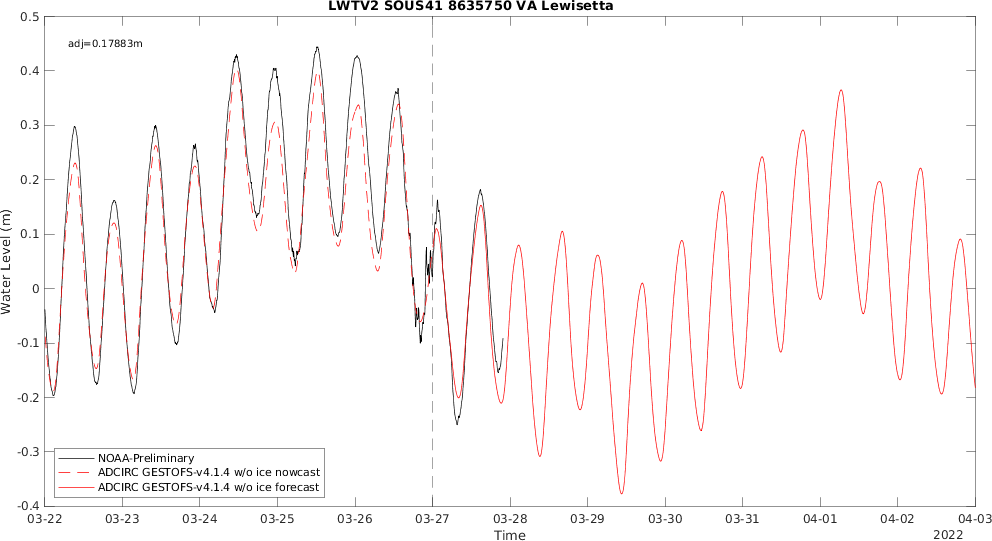 LWTV2 SOUS41 8635750 VA Lewisetta
adj=0.17883m
0.5
0.4
0.3
0.2
0.1
0
-0.1
-0.2
-0.3
-0.4
Water Level (m)
NOAA-Preliminary
ADCIRC GESTOFS-v4.1.4 w/o ice nowcast
ADCIRC GESTOFS-v4.1.4 w/o ice forecast
03-22 03-23 03-24 03-25 03-26 03-27 03-28 03-29 03-30 03-31 04-01 04-02 04-03
Time
2022